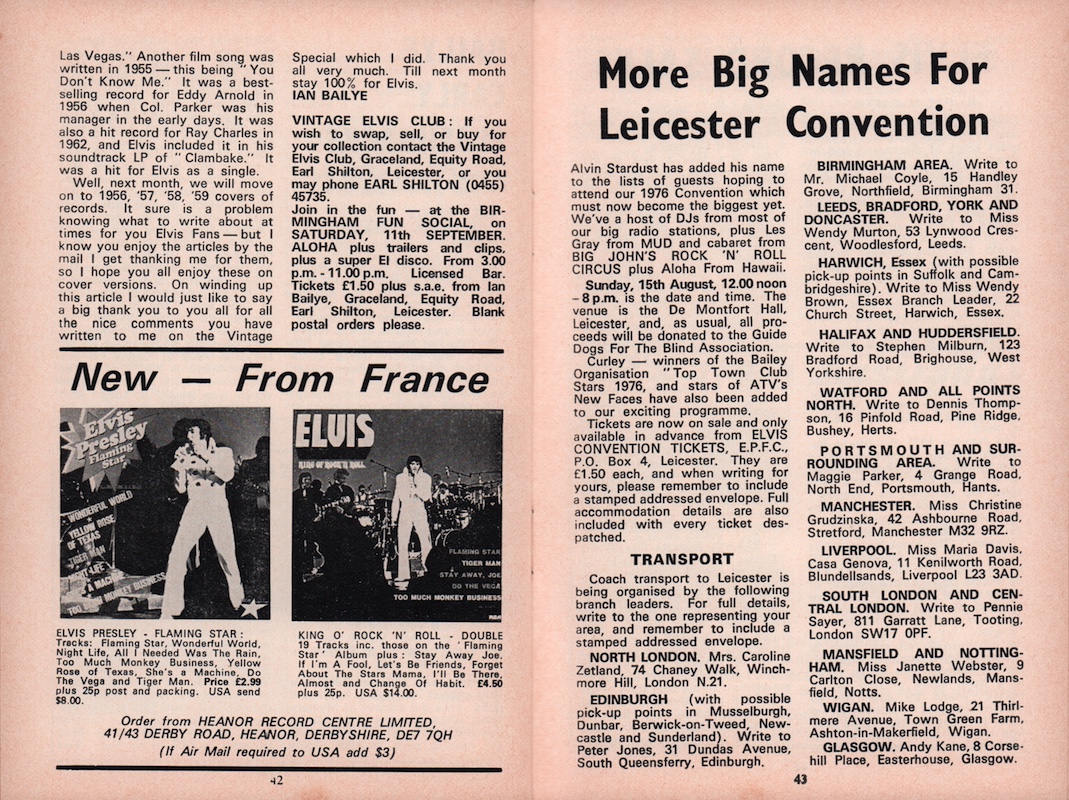 Las Vegas." Another film song was
written in 1955 — this being "You
Don't Know Me." It was a best-
selling record for Eddy Arnold in
1956 when Col. Parker was his
manager in the early days. It was
also a hit record for Ray Charles in
1962, and Elvis included it in his
soundtrack LP of "Clambake." It
was a hit for Elvis as a single.
Well, next month, we will move
on to 1956, '57, '58, '59 covers of
records. It sure is a problem
knowing what to write about at
times for you Elvis Fans — but I
know you enjoy the articles by the
mail I get thanking me for them,
so I hope you all enjoy these on
cover versions. On winding up
this article I would just like to say
a big thank you to you all for all
the nice comments you have
written to me on the Vintage
Special which I did. Thank you
all very much. Till next month
stay 100% for Elvis.
IAN BAILYE
VINTAGE ELVIS CLUB: If you
wish to swap, sell, or buy for
your collection contact the Vintage
Elvis Club, Graceland, Equity Road,
Earl Shilton, Leicester, or you
may phone EARL SHILTON (0455)
45735.
Join in the fun — at the BIR-
MINGHAM FUN SOCIAL, on
SATURDAY, 11th SEPTEMBER.
ALOHA plus trailers and clips,
plus a super El disco. From 3.00
p.m. - 11.00 p.m. Licensed Bar.
Tickets £1.50 plus s.a.e. from Ian
Bailye, Graceland, Equity Road,
Earl Shilton, Leicester. Blank
postal orders please.
New — From France
Elvis
Presley
Flaming
Star
WONDERFUL WORLD
YELLOW ROSE
OF TEXAS
TIGER MAN
NIGHT LIFE
A MACHINE
TOO MUCH MONKEY BUSINESS
ELVIS
KING OF ROCK'N ROLL
FLAMING STAR
TIGER MAN
STAY AWAY, JOE
DO THE VEGA
TOO MUCH MONKEY BUSINESS
RCA
ELVIS PRESLEY - FLAMING STAR:
Tracks: Flaming Star, Wonderful World,
Night Life, All I Needed Was The Rain,
Too Much Monkey Business, Yellow
Rose of Texas, She's a Machine, Do
The Vega and Tiger Man. Price £2.99
plus 25p post and packing. USA send
$8.00.
KING O' ROCK 'N' ROLL - DOUBLE
19 Tracks inc. those on the 'Flaming
Star' Album plus: Stay Away Joe,
If I'm A Fool, Let's Be Friends, Forget
About The Stars Mama, I'll Be There,
Almost and Change Of Habit. £4.50
plus 25p. USA $14.00.
Order from HEANOR RECORD CENTRE LIMITED,
41/43 DERBY ROAD, HEANOR, DERBYSHIRE, DE7 7QH
(If Air Mail required to USA add $3)
42
More Big Names For
Leicester Convention
Alvin Stardust has added his name
to the lists of guests hoping to
attend our 1976 Convention which
must now become the biggest yet.
We've a host of DJs from most of
our big radio stations, plus Les
Gray from MUD and cabaret from
BIG JOHN'S ROCK 'N' ROLL
CIRCUS plus Aloha From Hawaii.
Sunday, 15th August, 12.00 noon
- 8 p.m. is the date and time. The
venue is the De Montfort Hall,
Leicester, and, as usual, all pro-
ceeds will be donated to the Guide
Dogs For The Blind Association.
Curley — winners of the Bailey
Organisation "Top Town Club
Stars 1976, and stars of ATV's
New Faces have also been added
to our exciting programme.
Tickets are now on sale and only
available in advance from ELVIS
CONVENTION TICKETS, E.P.F.C.,
P.O. Box 4, Leicester. They are
£1.50 each, and when writing for
yours, please remember to include
a stamped addressed envelope. Full
accommodation details are also
included with every ticket des-
patched.
TRANSPORT
Coach transport to Leicester is
being organised by the following
branch leaders. For full details,
write to the one representing your
area, and remember to include a
stamped addressed envelope.
NORTH LONDON. Mrs. Caroline
Zetland, 74 Chaney Walk, Winch-
more Hill, London N.21.
EDINBURGH (with possible
pick-up points in Musselburgh,
Dunbar, Berwick-on-Tweed, New-
castle and Sunderland). Write to
Peter Jones, 31 Dundas Avenue,
South Queensferry, Edinburgh.
BIRMINGHAM AREA. Write to
Mr. Michael Coyle, 15 Handley
Grove, Northfield, Birmingham 31.
LEEDS, BRADFORD, YORK AND
DONCASTER. Write to Miss
Wendy Murton, 53 Lynwood Cres-
cent, Woodlesford, Leeds.
HARWICH, Essex (with possible
pick-up points in Suffolk and Cam-
bridgeshire). Write to Miss Wendy
Brown, Essex Branch Leader, 22
Church Street, Harwich, Essex.
HALIFAX AND HUDDERSFIELD.
Write to Stephen Milburn, 123
Bradford Road, Brighouse, West
Yorkshire.
WATFORD AND ALL POINTS
NORTH. Write to Dennis Thomp-
son, 16 Pinfold Road, Pine Ridge,
Bushey, Herts.
PORTSMOUTH AND SUR-
ROUNDING AREA. Write to
Maggie Parker, 4 Grange Road,
North End, Portsmouth, Hants.
MANCHESTER. Miss Christine
Grudzinska, 42 Ashbourne Road,
Stretford, Manchester M32 9RZ.
LIVERPOOL. Miss Maria Davis,
Casa Genova, 11 Kenilworth Road,
Blundellsands, Liverpool L23 3AD.
SOUTH LONDON AND CEN-
TRAL LONDON. Write to Pennie
Sayer, 811 Garratt Lane, Tooting,
London SW17 0PF.
MANSFIELD AND NOTTING-
HAM. Miss Janette Webster, 9
Carlton Close, Newlands, Mans-
field, Notts.
WIGAN. Mike Lodge, 21 Thirl-
mere Avenue, Town Green Farm,
Ashton-in-Makerfield, Wigan.
GLASGOW. Andy Kane, 8 Corse-
hill Place, Easterhouse, Glasgow.
43